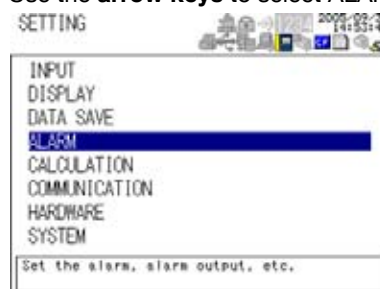 Use the arrow keys to select ALAR
SETTING
INPUT
DISPLAY
DATA SAVE
ALARM
CALCULATION
COMMUNICATION
HARDWARE
SYSTEM
Set the alarm, alarm output, etc.